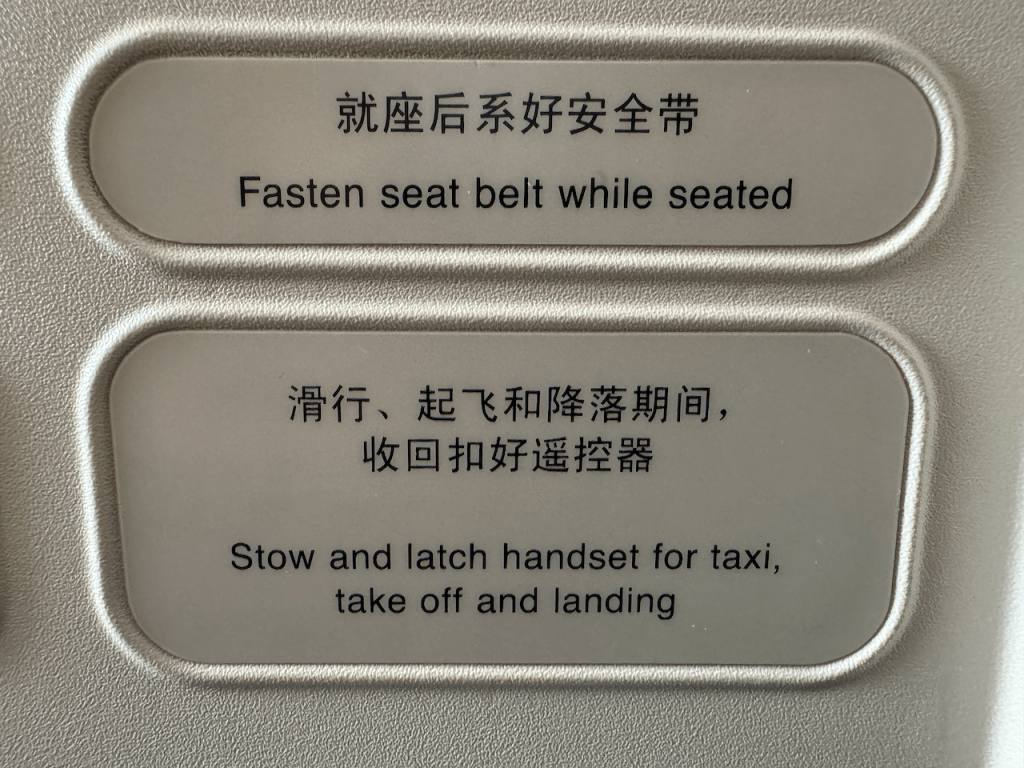 就座后系好安全带
Fasten seat belt while seated
滑行、起飞和降落期间，
收回扣好遥控器
Stow and latch handset for taxi,
take off and landing